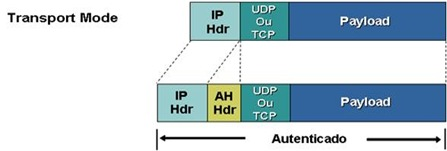 Transport Mode
IP
Hdr
UDP
Ou
TCP
Payload
IP
Hdr
AH
Hdr
UDP
Ou
TCP
Payload
Autenticado